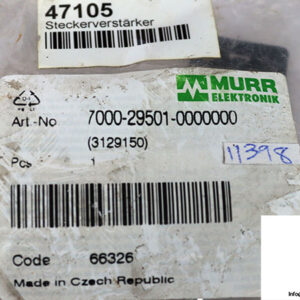 47105
Steckerverstärker
MURR
ELEKTRONIK
Art.-No 7000-29501-0000000
(3129150)
11398
Pcs 1
Code 66326
Made in Czech Republic